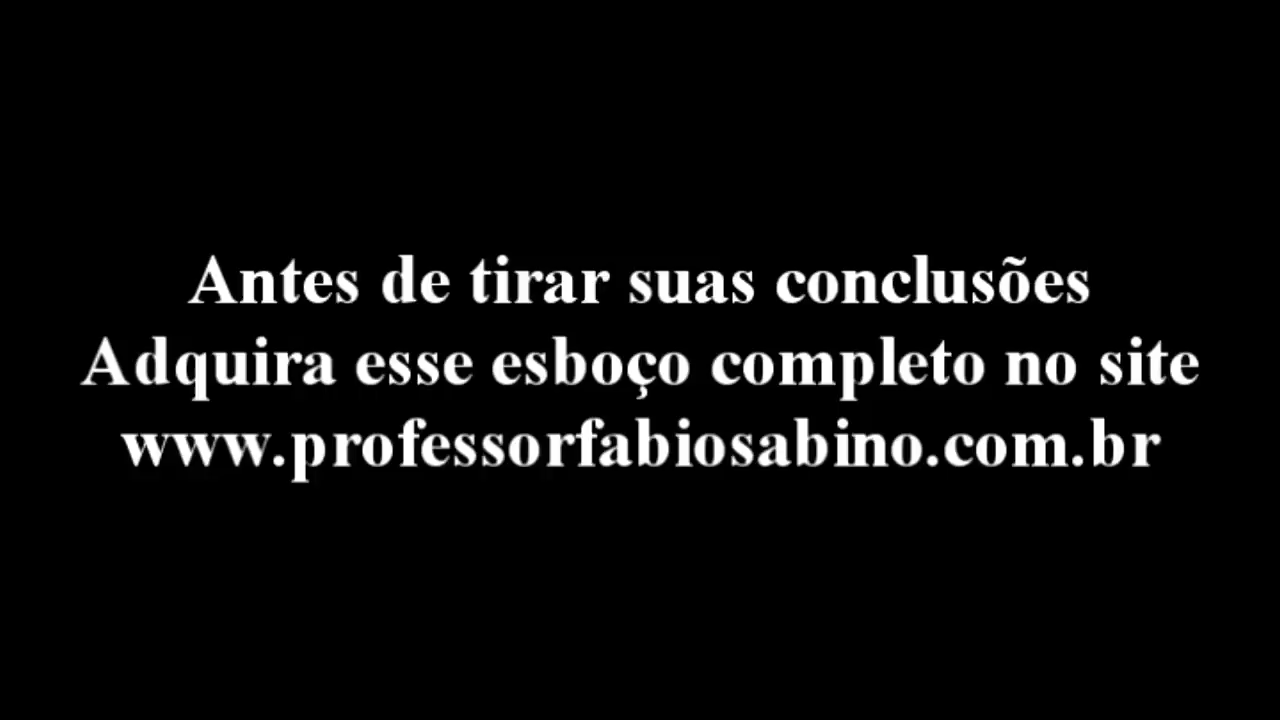 Antes de tirar suas conclusões
Adquira esse esboço completo no site
www.professorfabiosabino.com.br